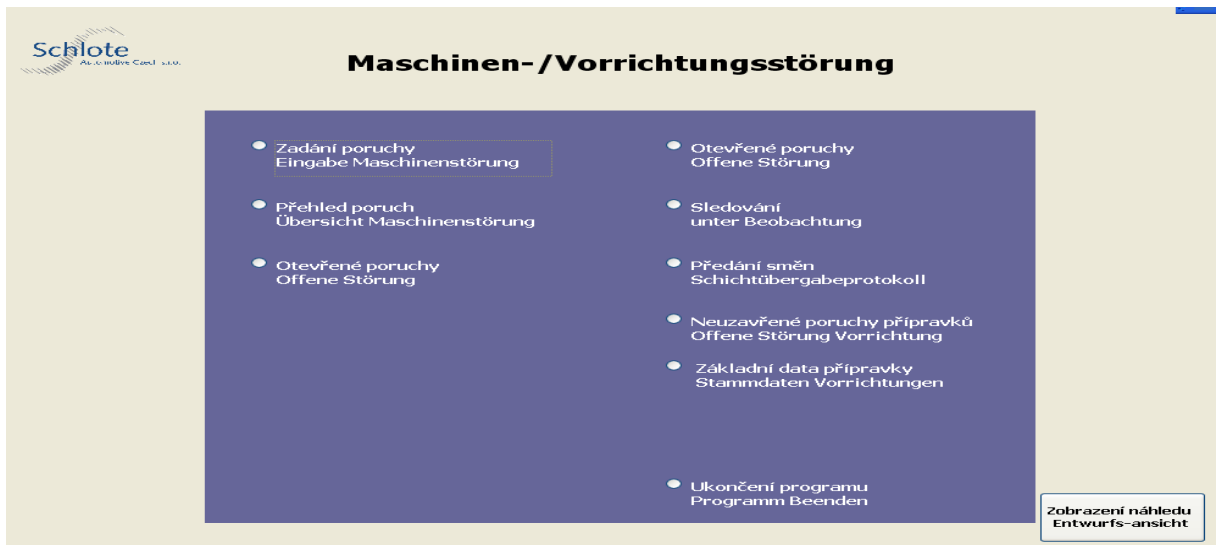 Schlote
Automotive Czech s.r.o.
Maschinen-/Vorrichtungsstörung
Zadání poruchy
Eingabe Maschinenstörung
Přehled poruch
Übersicht Maschinenstörung
Otevřené poruchy
Offene Störung
Otevřené poruchy
Offene Störung
Sledování
unter Beobachtung
Předání směn
Schichtübergabeprotokoll
Neuzavřené poruchy přípravků
Offene Störung Vorrichtung
Základní data přípravky
Stammdaten Vorrichtungen
Ukončení programu
Programm Beenden
Zobrazení náhledu
Entwurfs-ansicht